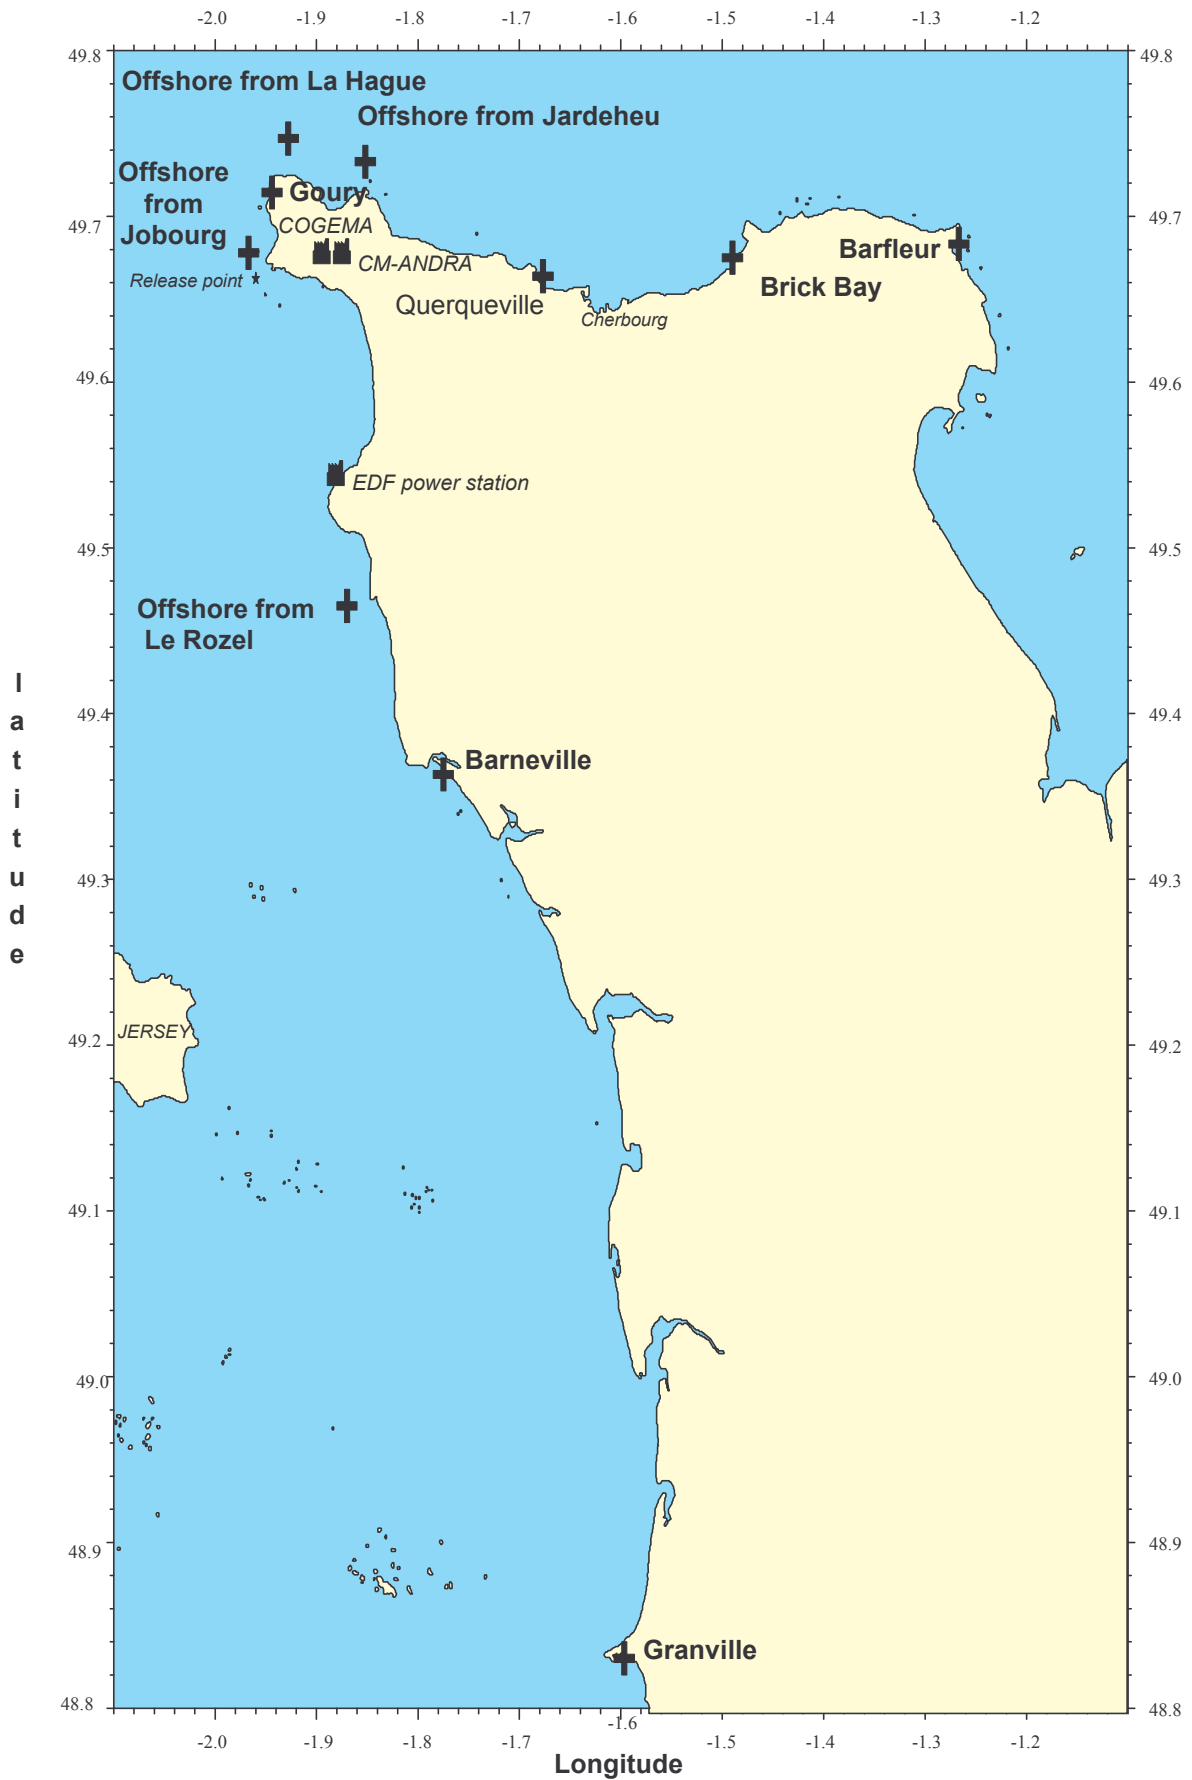 -2.0 -1.9 -1.8 -1.7 -1.6 -1.5 -1.4 -1.3 -1.2
49.8 49.8
Offshore from La Hague
Offshore from Jardeheu
Offshore
from
Jobourg
Goury
49.7 49.7
COGEMA
CM-ANDRA
Release point
Barfleur
Brick Bay
Querqueville
Cherbourg
49.6 49.6
EDF power station
49.5 49.5
Offshore from
Le Rozel
l
a
t
i
t
u
d
e
49.4 49.4
Barneville
49.3 49.3
JERSEY
49.2 49.2
49.1 49.1
49.0 49.0
48.9 48.9
Granville
48.8 48.8
-2.0 -1.9 -1.8 -1.7 -1.6 -1.5 -1.4 -1.3 -1.2
Longitude